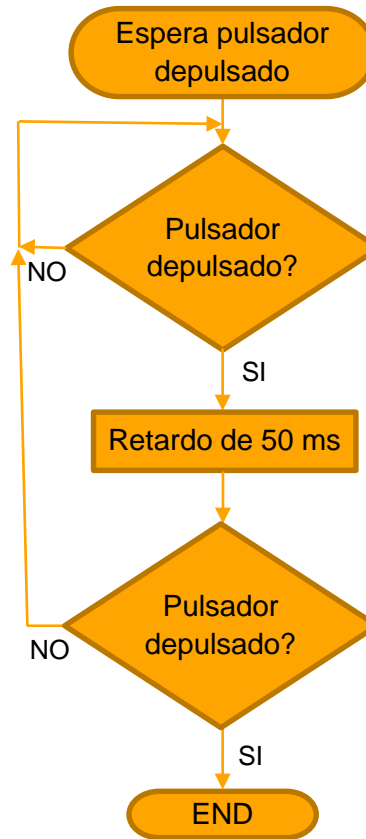 Espera pulsador
depulsado
Pulsador
depulsado?
NO
SI
Retardo de 50 ms
Pulsador
depulsado?
NO
SI
END